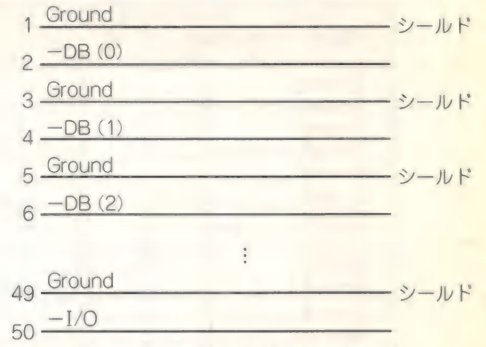 1 Ground シールド
2 −DB (0)
3 Ground シールド
4 −DB (1)
5 Ground シールド
6 −DB (2)
⋮
49 Ground シールド
50 −I/O